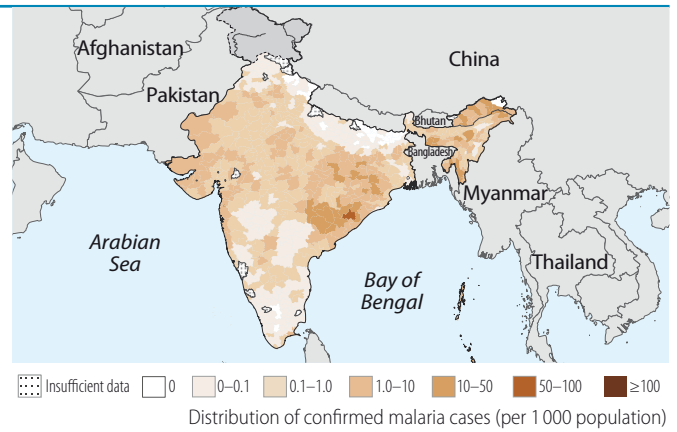 Afghanistan
China
Pakistan
Bhutan
Bangladesh
Myanmar
Arabian
Sea
Thailand
Bay of
Bengal
Insufficient data 0 0–0.1 0.1–1.0 1.0–10 10–50 50–100 ≥100
Distribution of confirmed malaria cases (per 1 000 population)